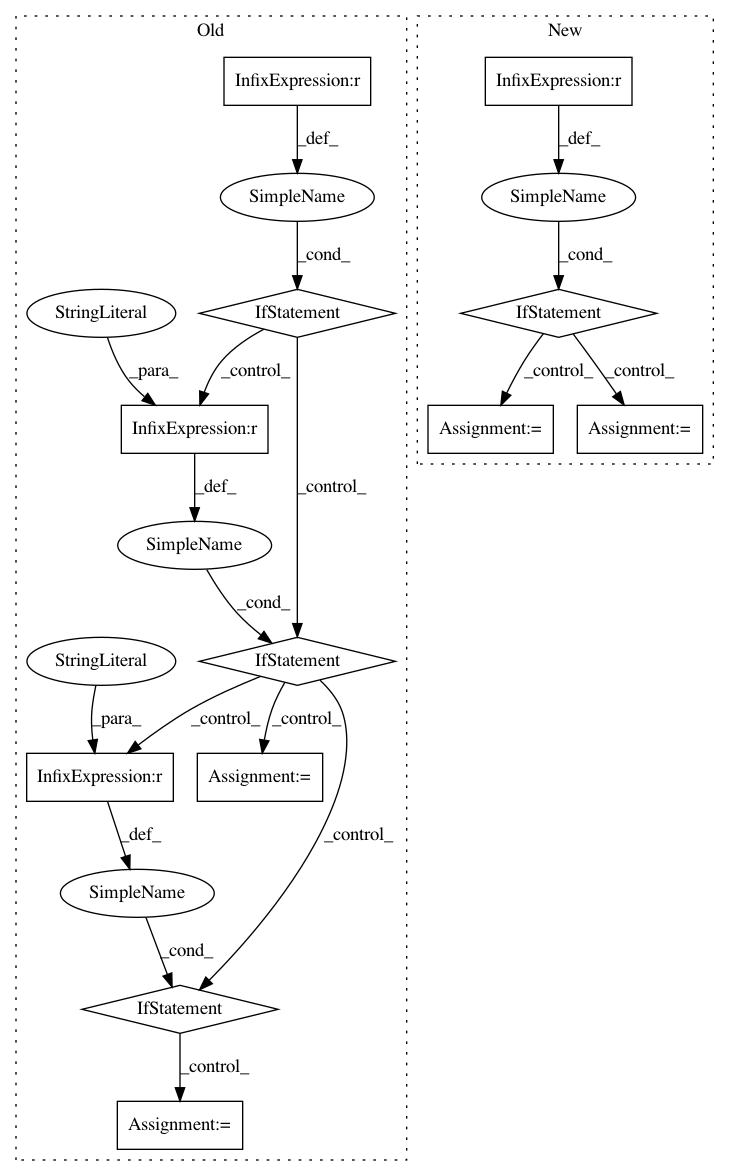 Old
New
InfixExpression:r
InfixExpression:r
_def_
_def_
SimpleName
SimpleName
_cond_
_cond_
StringLiteral
IfStatement
IfStatement
_para_
_control_
_control_
_control_
InfixExpression:r
Assignment:=
Assignment:=
_def_
_control_
SimpleName
_cond_
StringLiteral
IfStatement
_para_
_control_
_control_
InfixExpression:r
Assignment:=
_def_
_control_
SimpleName
_cond_
IfStatement
_control_
Assignment:=